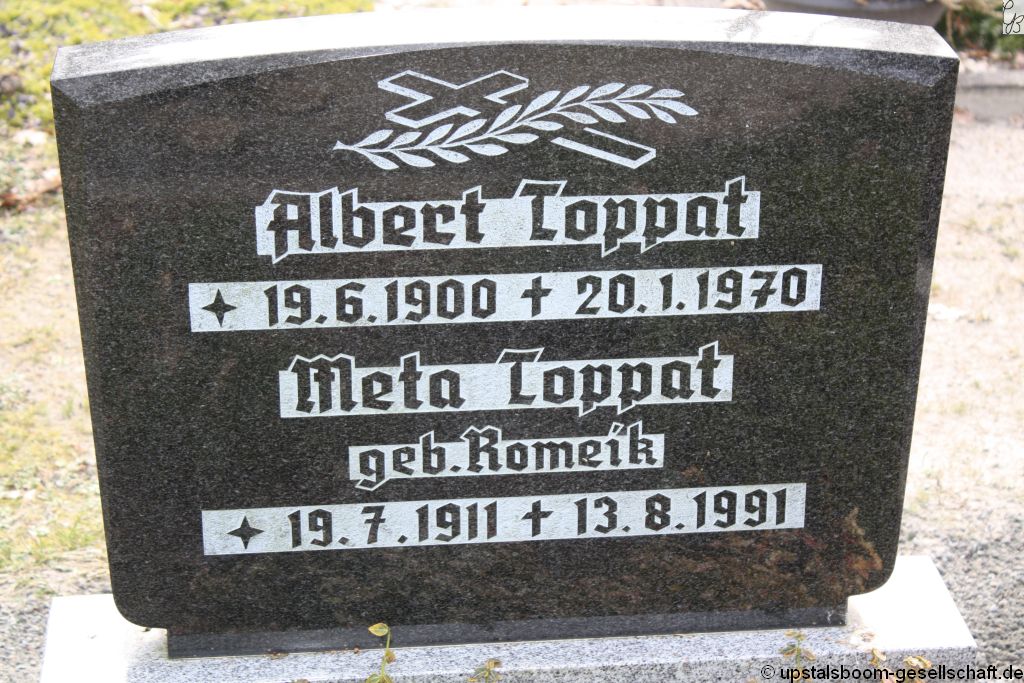 Albert Toppat
✦ 19.6.1900 ✝ 20.1.1970
Meta Toppat
geb. Romeik
✦ 19.7.1911 ✝ 13.8.1991
© upstalsboom-gesellschaft.de